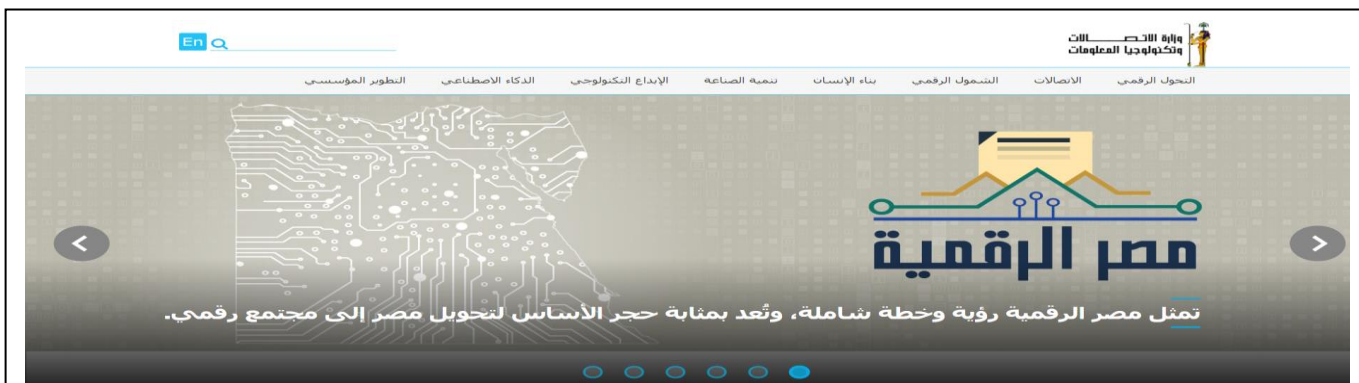 وزارة الاتصـــــالات
وتكنولوجيا المعلومات
En
التحول الرقمي الاتصالات الشمول الرقمي بناء الإنسان تنمية الصناعة الإبداع التكنولوجي الذكاء الاصطناعي التطوير المؤسسي
مصر الرقمية
تمثل مصر الرقمية رؤية وخطة شاملة، وتُعد بمثابة حجر الأساس لتحويل مصر إلى مجتمع رقمي.